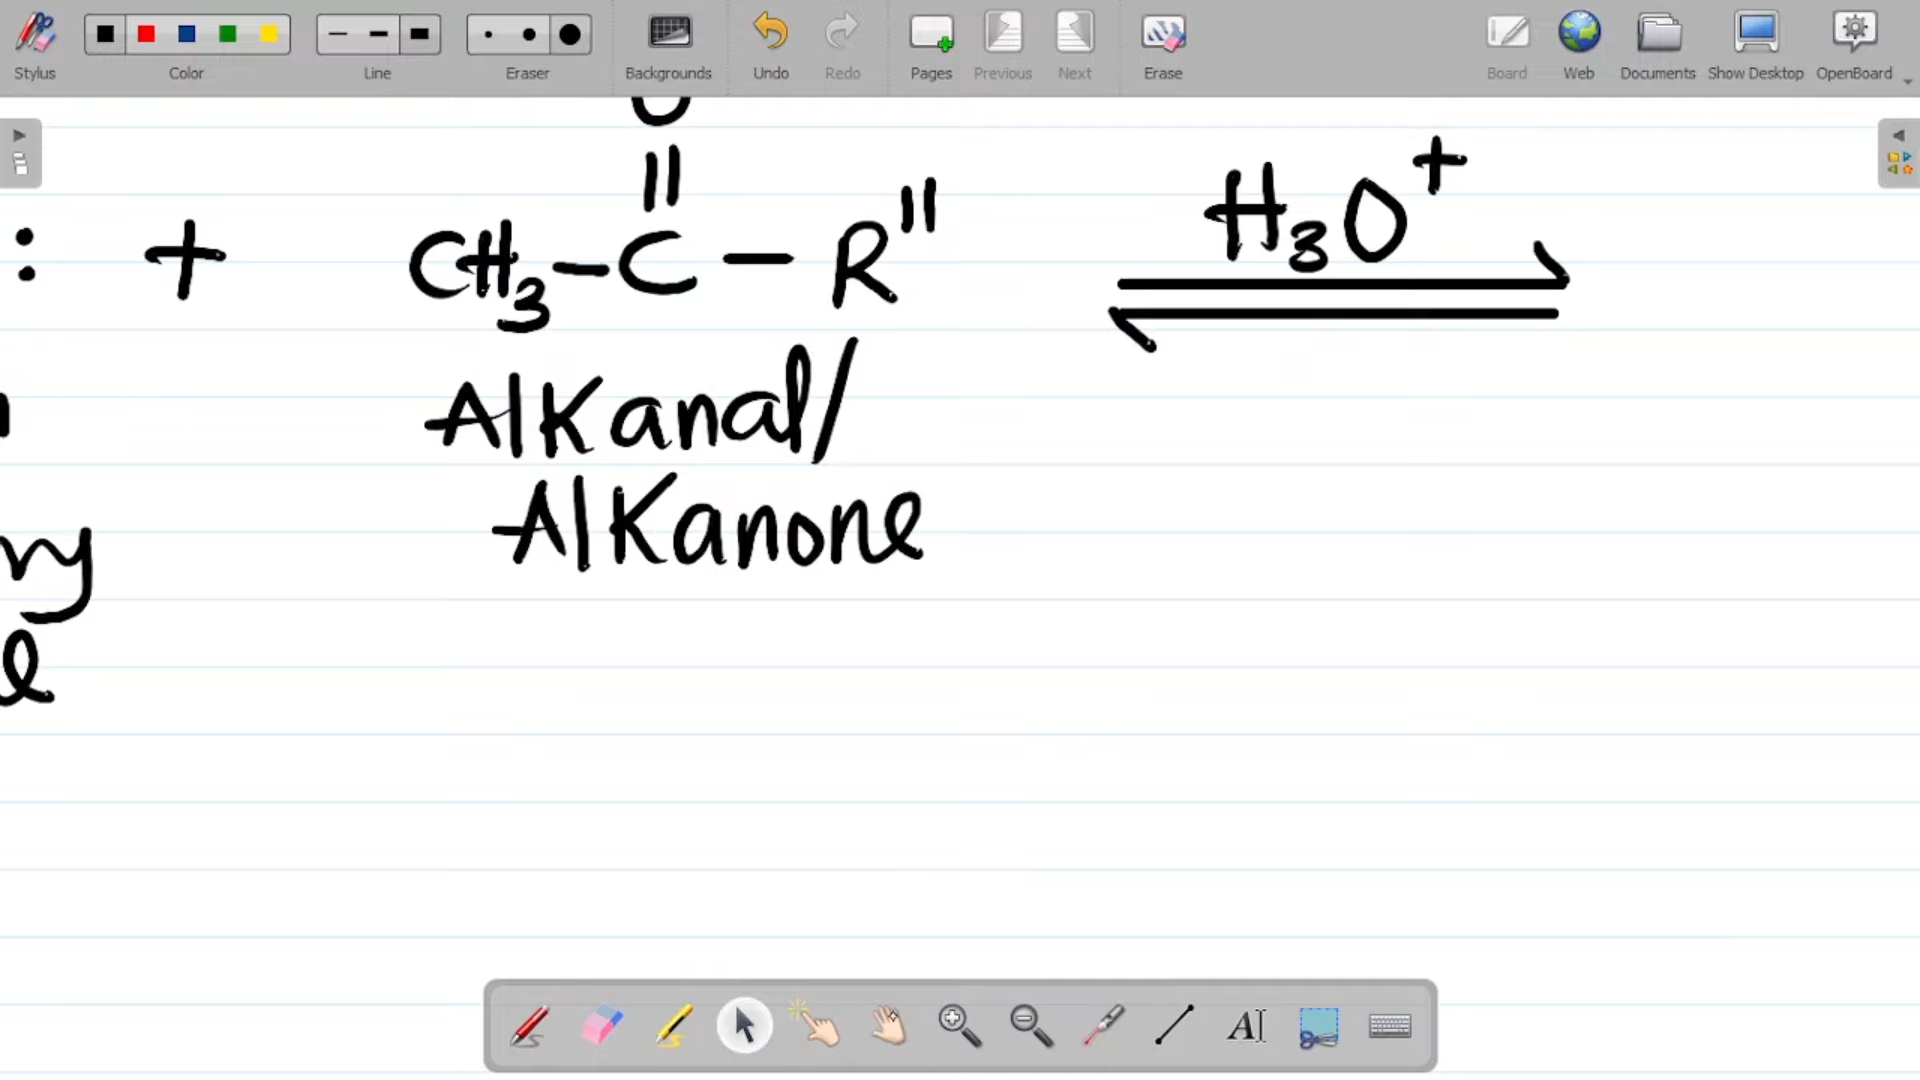 Stylus Color Line Eraser Backgrounds Undo Redo Pages Previous Next Erase Board Web Documents Show Desktop OpenBoard
O
||
: + CH3-C-R" H3O+
Alkanal/
Alkanone
ry
e